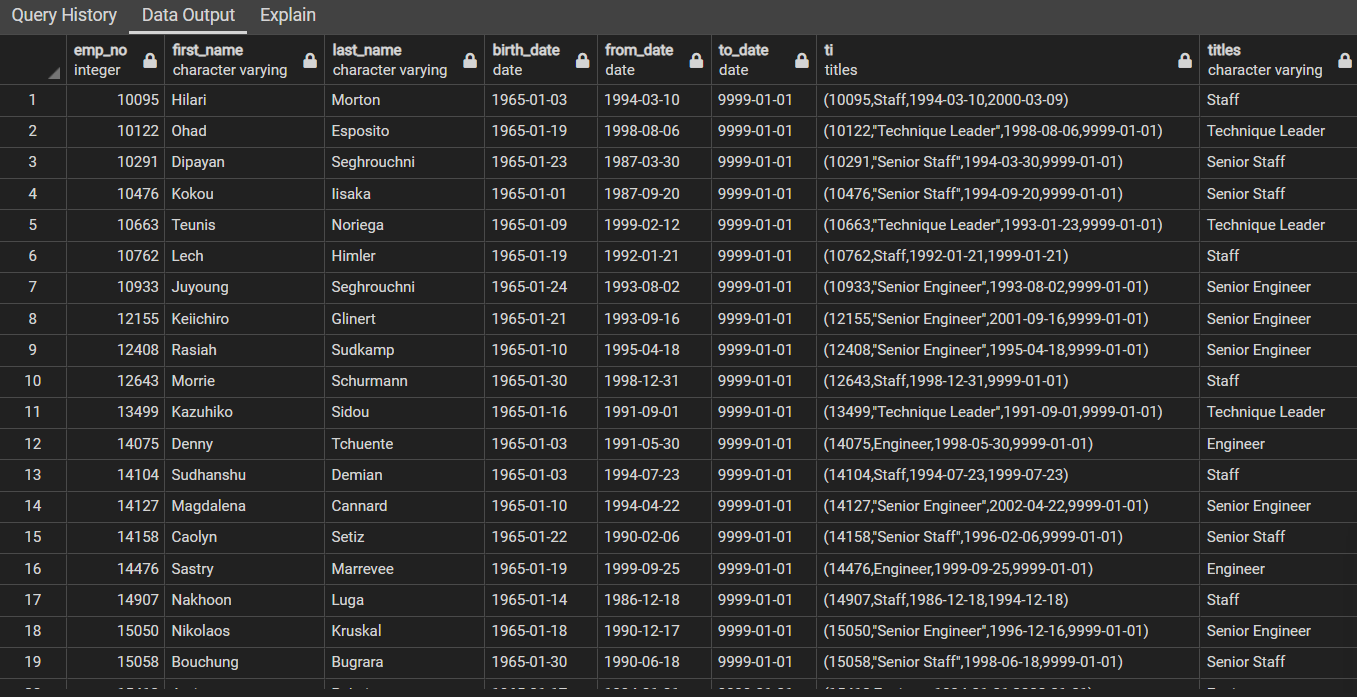 Query History Data Output Explain
emp_no first_name last_name birth_date from_date to_date ti titles
integer character varying character varying date date date titles character varying
1 10095 Hilari Morton 1965-01-03 1994-03-10 9999-01-01 (10095,Staff,1994-03-10,2000-03-09) Staff
2 10122 Ohad Esposito 1965-01-19 1998-08-06 9999-01-01 (10122,"Technique Leader",1998-08-06,9999-01-01) Technique Leader
3 10291 Dipayan Seghrouchni 1965-01-23 1987-03-30 9999-01-01 (10291,"Senior Staff",1994-03-30,9999-01-01) Senior Staff
4 10476 Kokou Iisaka 1965-01-01 1987-09-20 9999-01-01 (10476,"Senior Staff",1994-09-20,9999-01-01) Senior Staff
5 10663 Teunis Noriega 1965-01-09 1999-02-12 9999-01-01 (10663,"Technique Leader",1993-01-23,9999-01-01) Technique Leader
6 10762 Lech Himler 1965-01-19 1992-01-21 9999-01-01 (10762,Staff,1992-01-21,1999-01-21) Staff
7 10933 Juyoung Seghrouchni 1965-01-24 1993-08-02 9999-01-01 (10933,"Senior Engineer",1993-08-02,9999-01-01) Senior Engineer
8 12155 Keiichiro Glinert 1965-01-21 1993-09-16 9999-01-01 (12155,"Senior Engineer",2001-09-16,9999-01-01) Senior Engineer
9 12408 Rasiah Sudkamp 1965-01-10 1995-04-18 9999-01-01 (12408,"Senior Engineer",1995-04-18,9999-01-01) Senior Engineer
10 12643 Morrie Schurmann 1965-01-30 1998-12-31 9999-01-01 (12643,Staff,1998-12-31,9999-01-01) Staff
11 13499 Kazuhiko Sidou 1965-01-16 1991-09-01 9999-01-01 (13499,"Technique Leader",1991-09-01,9999-01-01) Technique Leader
12 14075 Denny Tchuente 1965-01-03 1991-05-30 9999-01-01 (14075,Engineer,1998-05-30,9999-01-01) Engineer
13 14104 Sudhanshu Demian 1965-01-03 1994-07-23 9999-01-01 (14104,Staff,1994-07-23,1999-07-23) Staff
14 14127 Magdalena Cannard 1965-01-10 1994-04-22 9999-01-01 (14127,"Senior Engineer",2002-04-22,9999-01-01) Senior Engineer
15 14158 Caolyn Setiz 1965-01-22 1990-02-06 9999-01-01 (14158,"Senior Staff",1996-02-06,9999-01-01) Senior Staff
16 14476 Sastry Marrevee 1965-01-19 1999-09-25 9999-01-01 (14476,Engineer,1999-09-25,9999-01-01) Engineer
17 14907 Nakhoon Luga 1965-01-14 1986-12-18 9999-01-01 (14907,Staff,1986-12-18,1994-12-18) Staff
18 15050 Nikolaos Kruskal 1965-01-18 1990-12-17 9999-01-01 (15050,"Senior Engineer",1996-12-16,9999-01-01) Senior Engineer
19 15058 Bouchung Bugrara 1965-01-30 1990-06-18 9999-01-01 (15058,"Senior Staff",1998-06-18,9999-01-01) Senior Staff